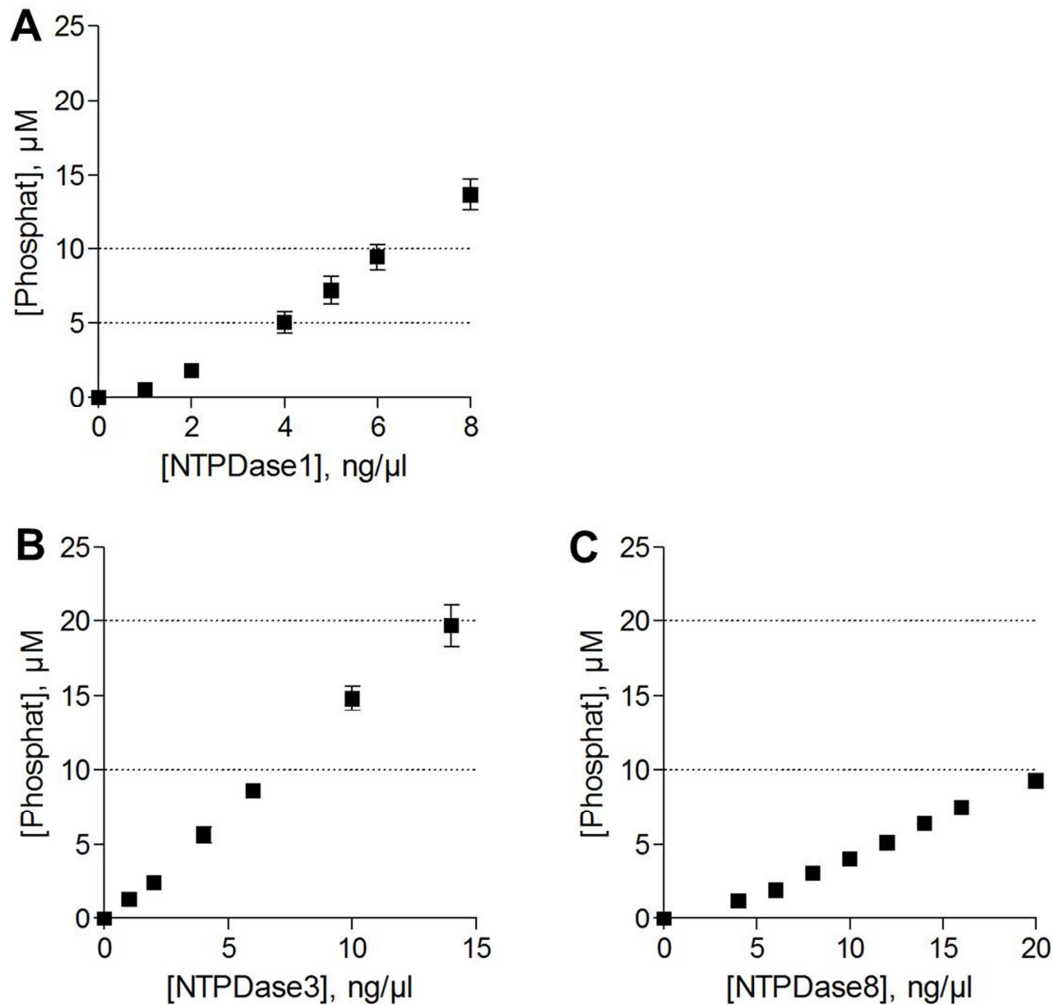 A
25
20
15
10
5
0
[Phosphat], µM
0 2 4 6 8
[NTPDase1], ng/µl
B
25
20
15
10
5
0
[Phosphat], µM
0 5 10 15
[NTPDase3], ng/µl
C
25
20
15
10
5
0
[Phosphat], µM
0 5 10 15 20
[NTPDase8], ng/µl